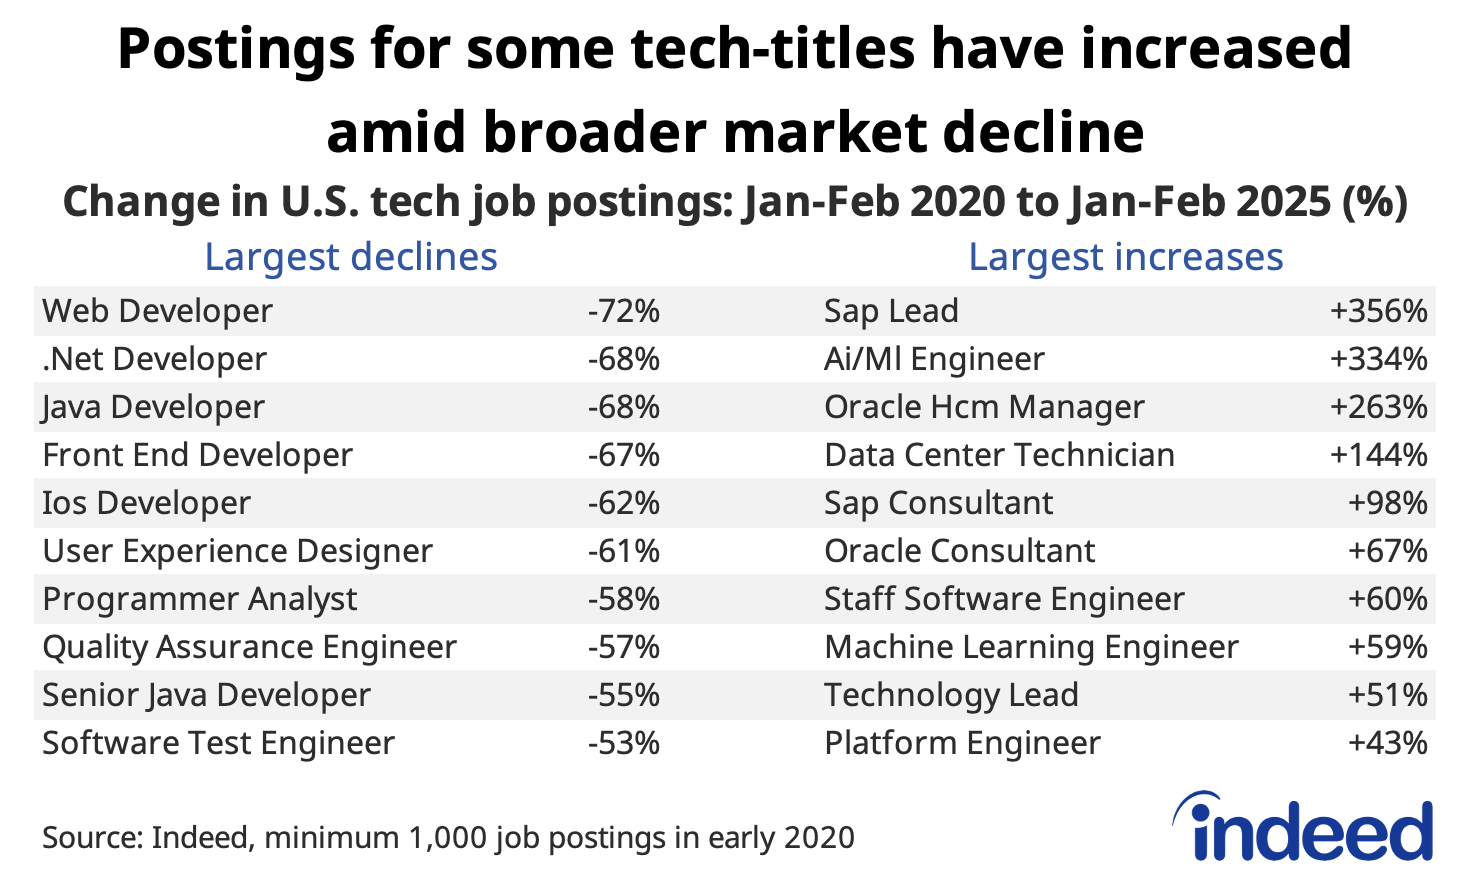 Postings for some tech-titles have increased
amid broader market decline
Change in U.S. tech job postings: Jan-Feb 2020 to Jan-Feb 2025 (%)
Largest declines
Web Developer -72%
.Net Developer -68%
Java Developer -68%
Front End Developer -67%
Ios Developer -62%
User Experience Designer -61%
Programmer Analyst -58%
Quality Assurance Engineer -57%
Senior Java Developer -55%
Software Test Engineer -53%
Largest increases
Sap Lead +356%
Ai/Ml Engineer +334%
Oracle Hcm Manager +263%
Data Center Technician +144%
Sap Consultant +98%
Oracle Consultant +67%
Staff Software Engineer +60%
Machine Learning Engineer +59%
Technology Lead +51%
Platform Engineer +43%
Source: Indeed, minimum 1,000 job postings in early 2020
indeed